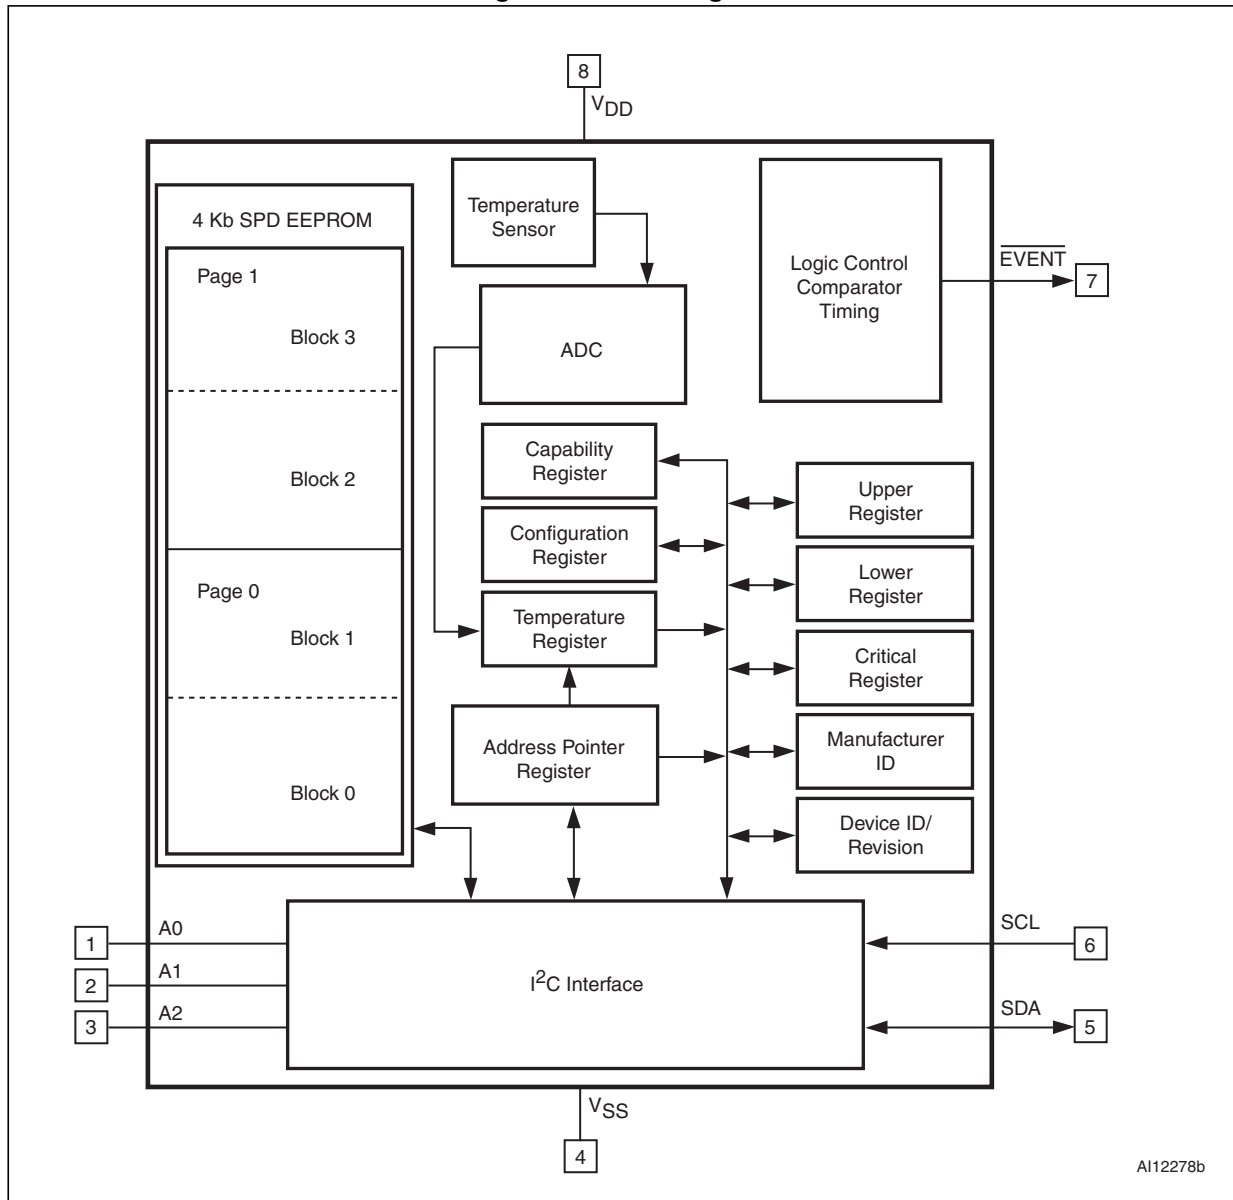 8
VDD
4 Kb SPD EEPROM
Page 1
Block 3
Block 2
Page 0
Block 1
Block 0
Temperature
Sensor
ADC
Logic Control
Comparator
Timing
EVENT
7
Capability
Register
Configuration
Register
Temperature
Register
Address Pointer
Register
Upper
Register
Lower
Register
Critical
Register
Manufacturer
ID
Device ID/
Revision
1
A0
2
A1
3
A2
I2C Interface
SCL
6
SDA
5
VSS
4
AI12278b